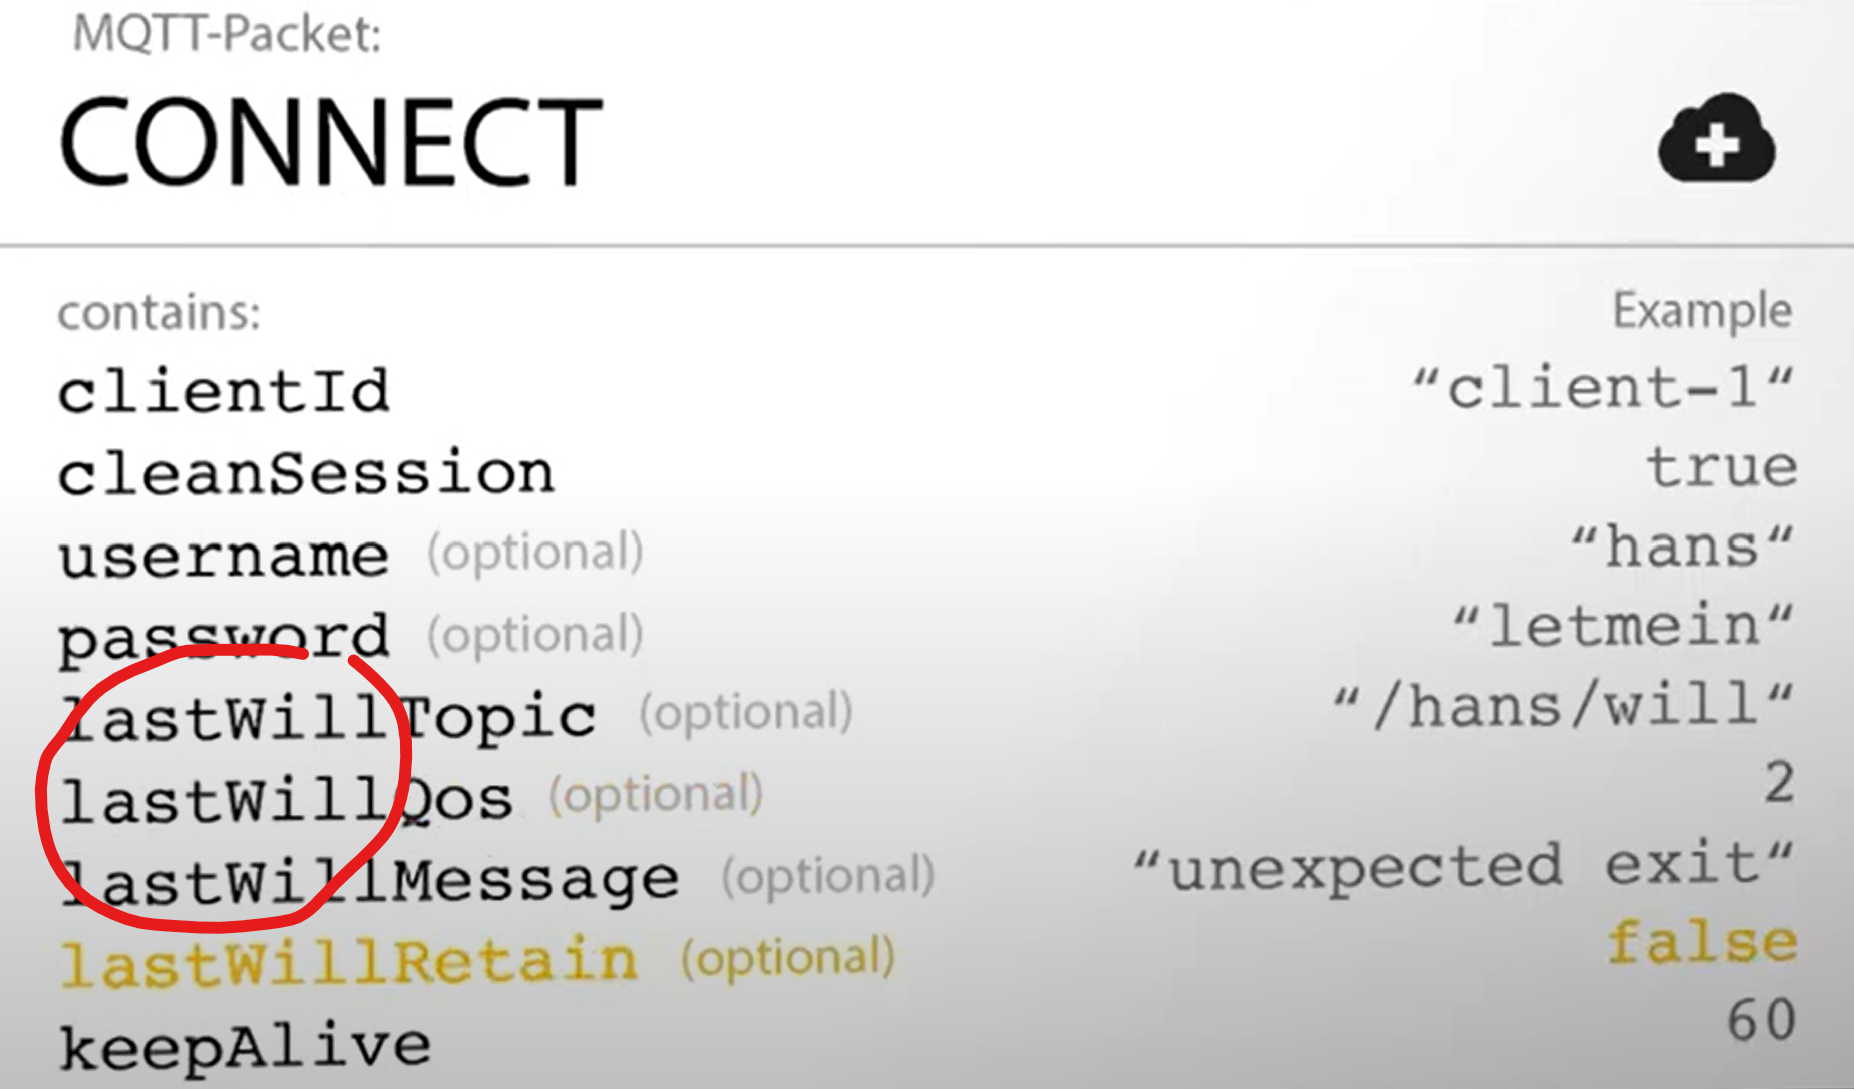 MQTT-Packet:
CONNECT
contains: Example
clientId “client-1“
cleanSession true
username (optional) “hans“
password (optional) “letmein“
lastWillTopic (optional) “/hans/will“
lastWillQos (optional) 2
lastWillMessage (optional) “unexpected exit“
lastWillRetain (optional) false
keepAlive 60